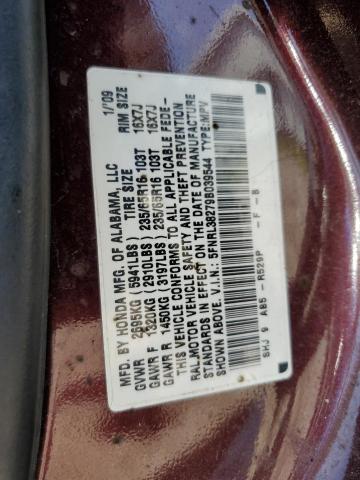 MFD. BY HONDA MFG. OF ALABAMA, LLC 1/'09
GVWR 2695KG (5941LBS) TIRE SIZE RIM SIZE
GAWR F 1320KG (2910LBS) 235/65R16 103T 16X7J
GAWR R 1450KG (3197LBS) 235/65R16 103T 16X7J
THIS VEHICLE CONFORMS TO ALL APPLICABLE FEDE-
RAL MOTOR VEHICLE SAFETY AND THEFT PREVENTION
STANDARDS IN EFFECT ON THE DATE OF MANUFACTURE
SHOWN ABOVE. V.I.N.: 5FNRL38279B039544 TYPE:MPV
SHJ 9 AB5 - R529P - F - B